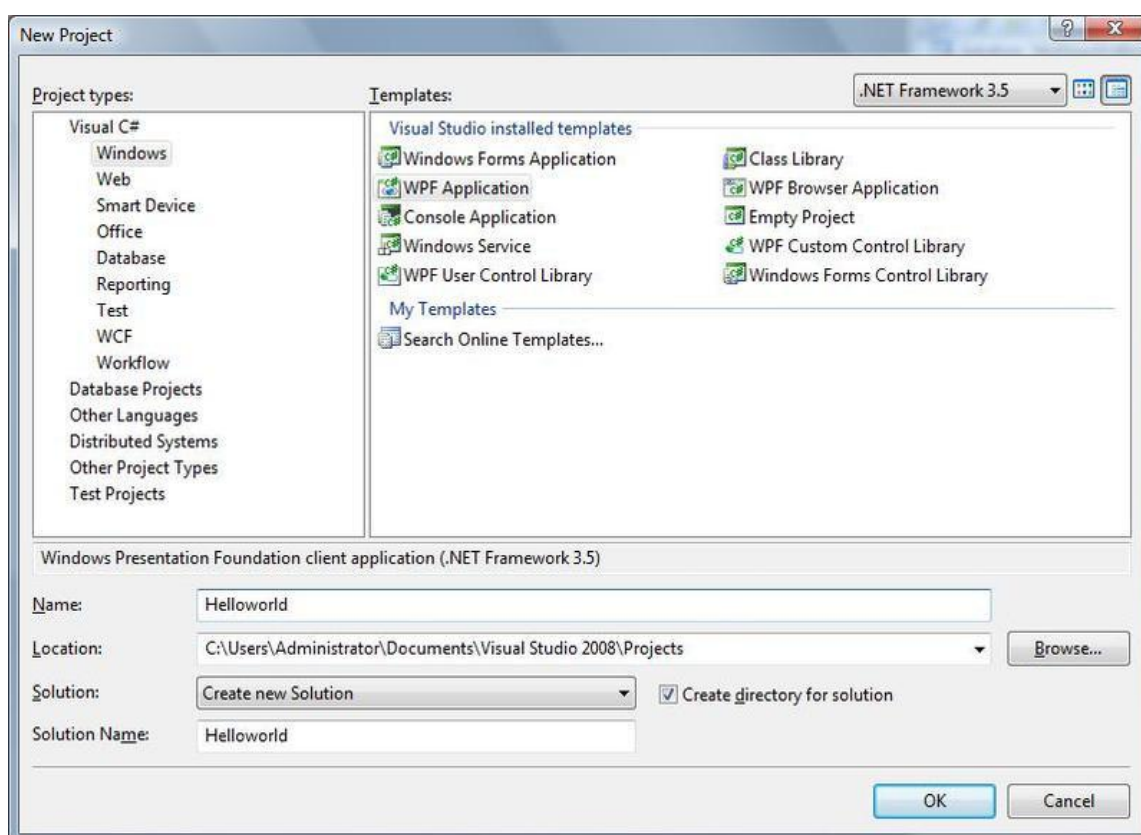 New Project
Project types:
Templates:
.NET Framework 3.5
Visual C#
Windows
Web
Smart Device
Office
Database
Reporting
Test
WCF
Workflow
Database Projects
Other Languages
Distributed Systems
Other Project Types
Test Projects
Visual Studio installed templates
Windows Forms Application
WPF Application
Console Application
Windows Service
WPF User Control Library
Class Library
WPF Browser Application
Empty Project
WPF Custom Control Library
Windows Forms Control Library
My Templates
Search Online Templates...
Windows Presentation Foundation client application (.NET Framework 3.5)
Name:
Helloworld
Location:
C:\Users\Administrator\Documents\Visual Studio 2008\Projects
Browse...
Solution:
Create new Solution
Create directory for solution
Solution Name:
Helloworld
OK
Cancel